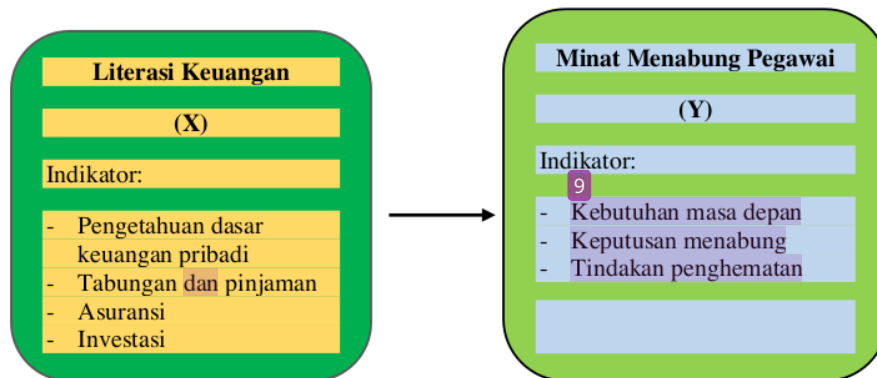 Literasi Keuangan
(X)
Indikator:
- Pengetahuan dasar
keuangan pribadi
- Tabungan dan pinjaman
- Asuransi
- Investasi
Minat Menabung Pegawai
(Y)
Indikator:
9
- Kebutuhan masa depan
- Keputusan menabung
- Tindakan penghematan